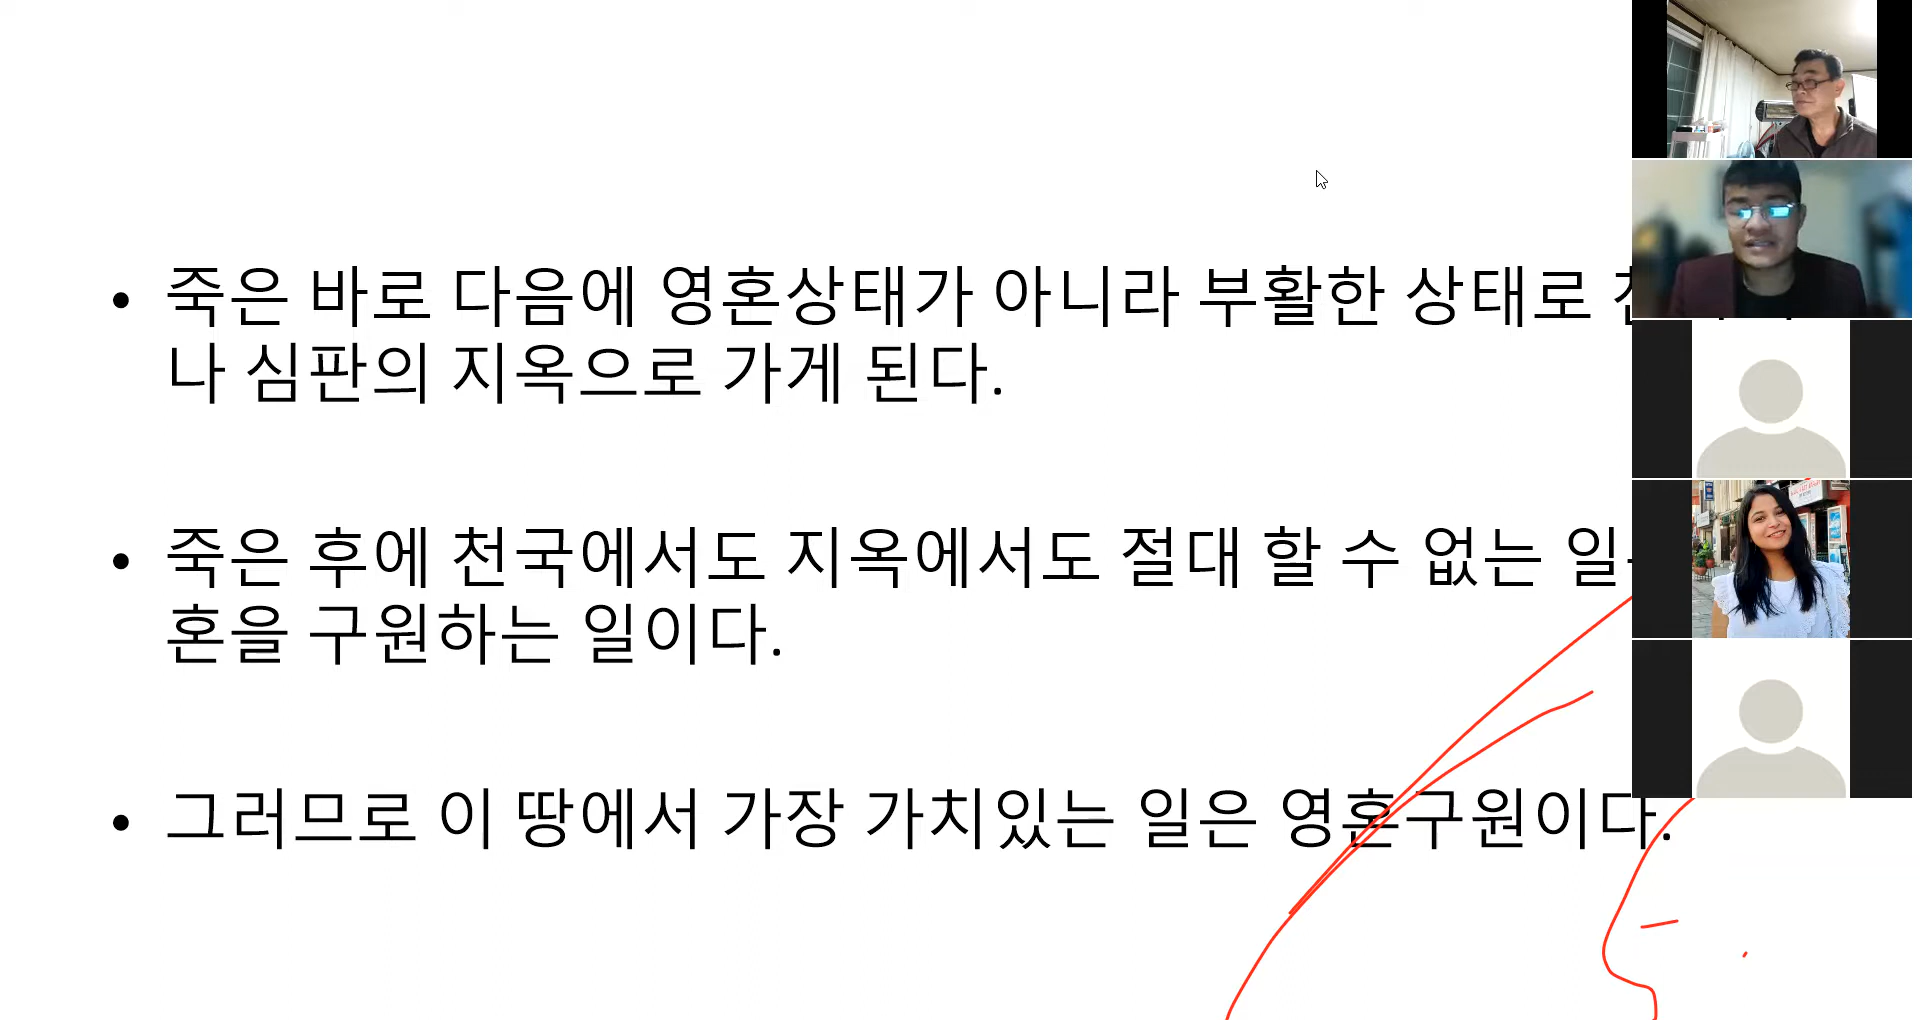 죽은 바로 다음에 영혼상태가 아니라 부활한 상태로
나 심판의 지옥으로 가게 된다.
죽은 후에 천국에서도 지옥에서도 절대 할 수 없는
혼을 구원하는 일이다.
그러므로 이 땅에서 가장 가치있는 일은 영혼구원이다.